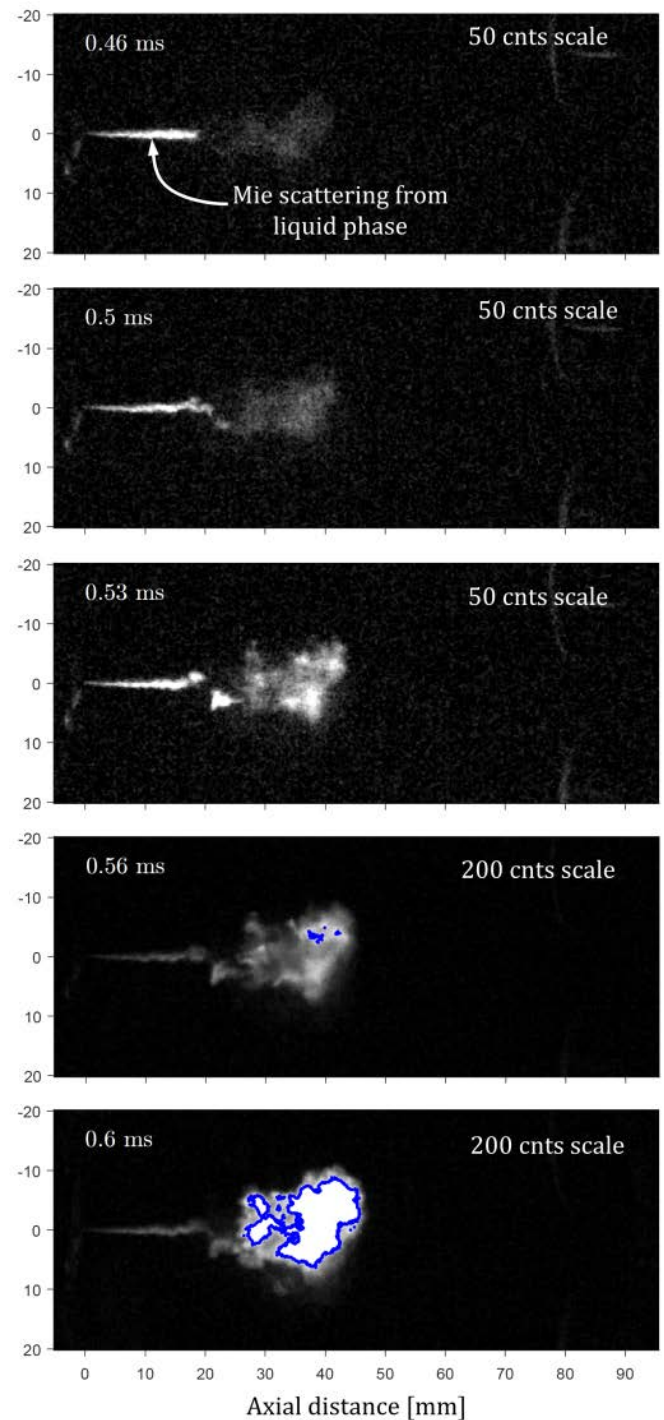 -20
0.46 ms
50 cnts scale
-10
0
10
Mie scattering from
liquid phase
20
-20
0.5 ms
50 cnts scale
-10
0
10
20
-20
0.53 ms
50 cnts scale
-10
0
10
20
-20
0.56 ms
200 cnts scale
-10
0
10
20
-20
0.6 ms
200 cnts scale
-10
0
10
20
0 10 20 30 40 50 60 70 80 90
Axial distance [mm]